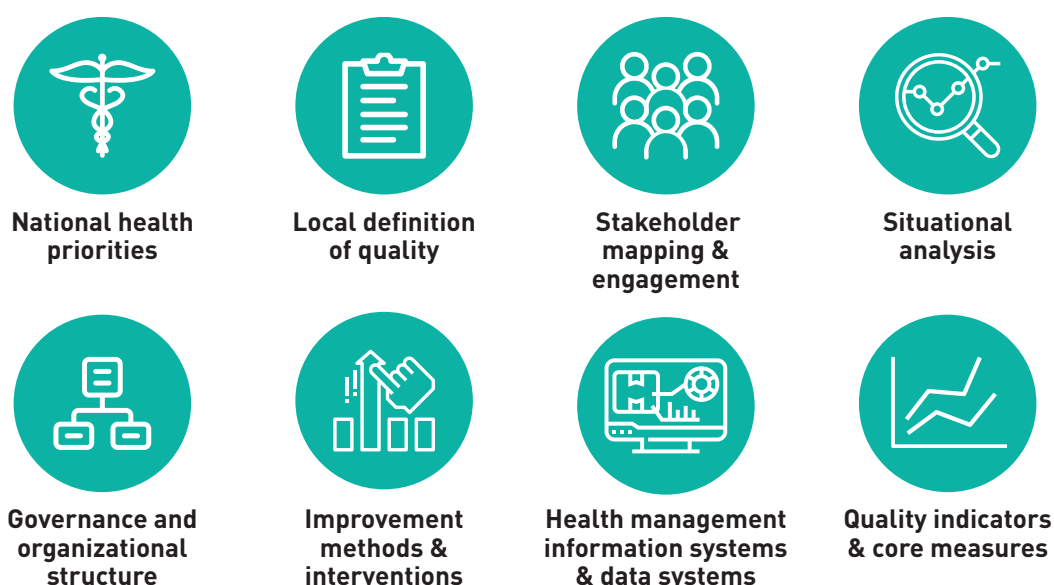 National health
priorities
Local definition
of quality
Stakeholder
mapping &
engagement
Situational
analysis
Governance and
organizational
structure
Improvement
methods &
interventions
Health management
information systems
& data systems
Quality indicators
& core measures